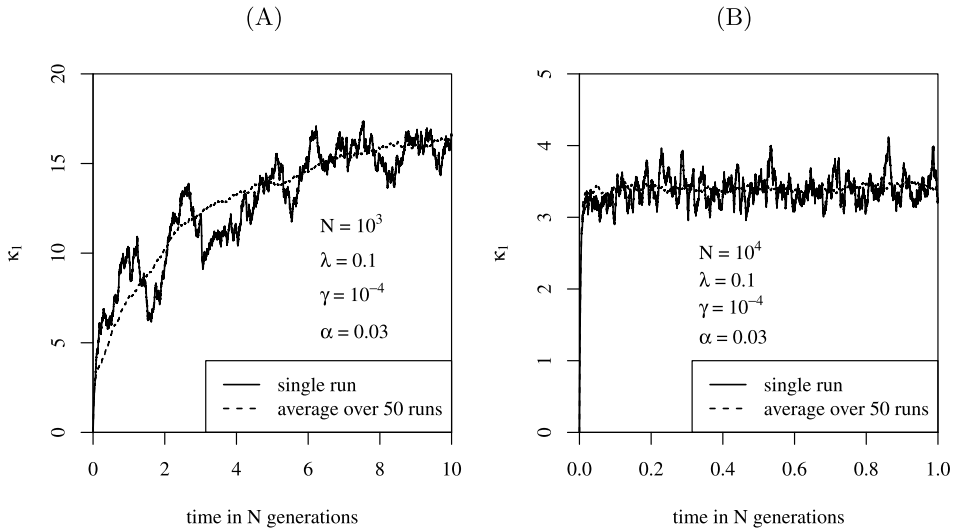 (A)
20
15
10
5
0
κ₁
N = 10³
λ = 0.1
γ = 10⁻⁴
α = 0.03
single run
average over 50 runs
0 2 4 6 8 10
time in N generations
(B)
5
4
3
2
1
0
κ₁
N = 10⁴
λ = 0.1
γ = 10⁻⁴
α = 0.03
single run
average over 50 runs
0.0 0.2 0.4 0.6 0.8 1.0
time in N generations